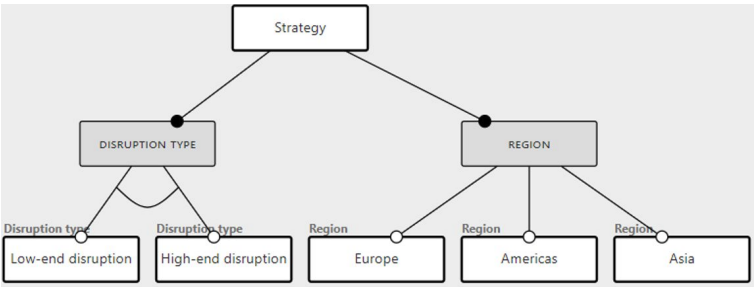 Strategy
DISRUPTION TYPE
REGION
Disruption type
Disruption type
Region
Region
Region
Low-end disruption
High-end disruption
Europe
Americas
Asia